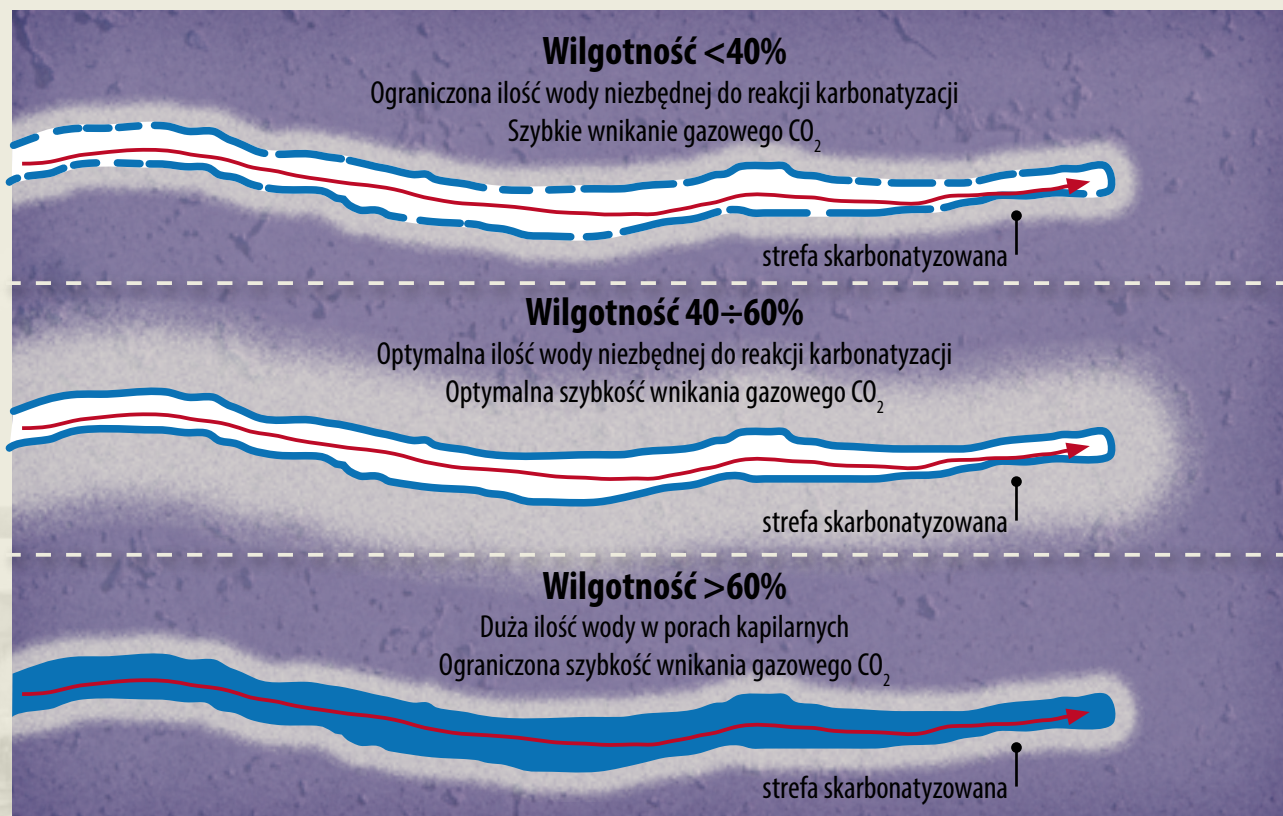 Wilgotność <40%
Ograniczona ilość wody niezbędnej do reakcji karbonatyzacji
Szybkie wnikanie gazowego CO₂
strefa skarbonatyzowana
Wilgotność 40÷60%
Optymalna ilość wody niezbędnej do reakcji karbonatyzacji
Optymalna szybkość wnikania gazowego CO₂
strefa skarbonatyzowana
Wilgotność >60%
Duża ilość wody w porach kapilarnych
Ograniczona szybkość wnikania gazowego CO₂
strefa skarbonatyzowana